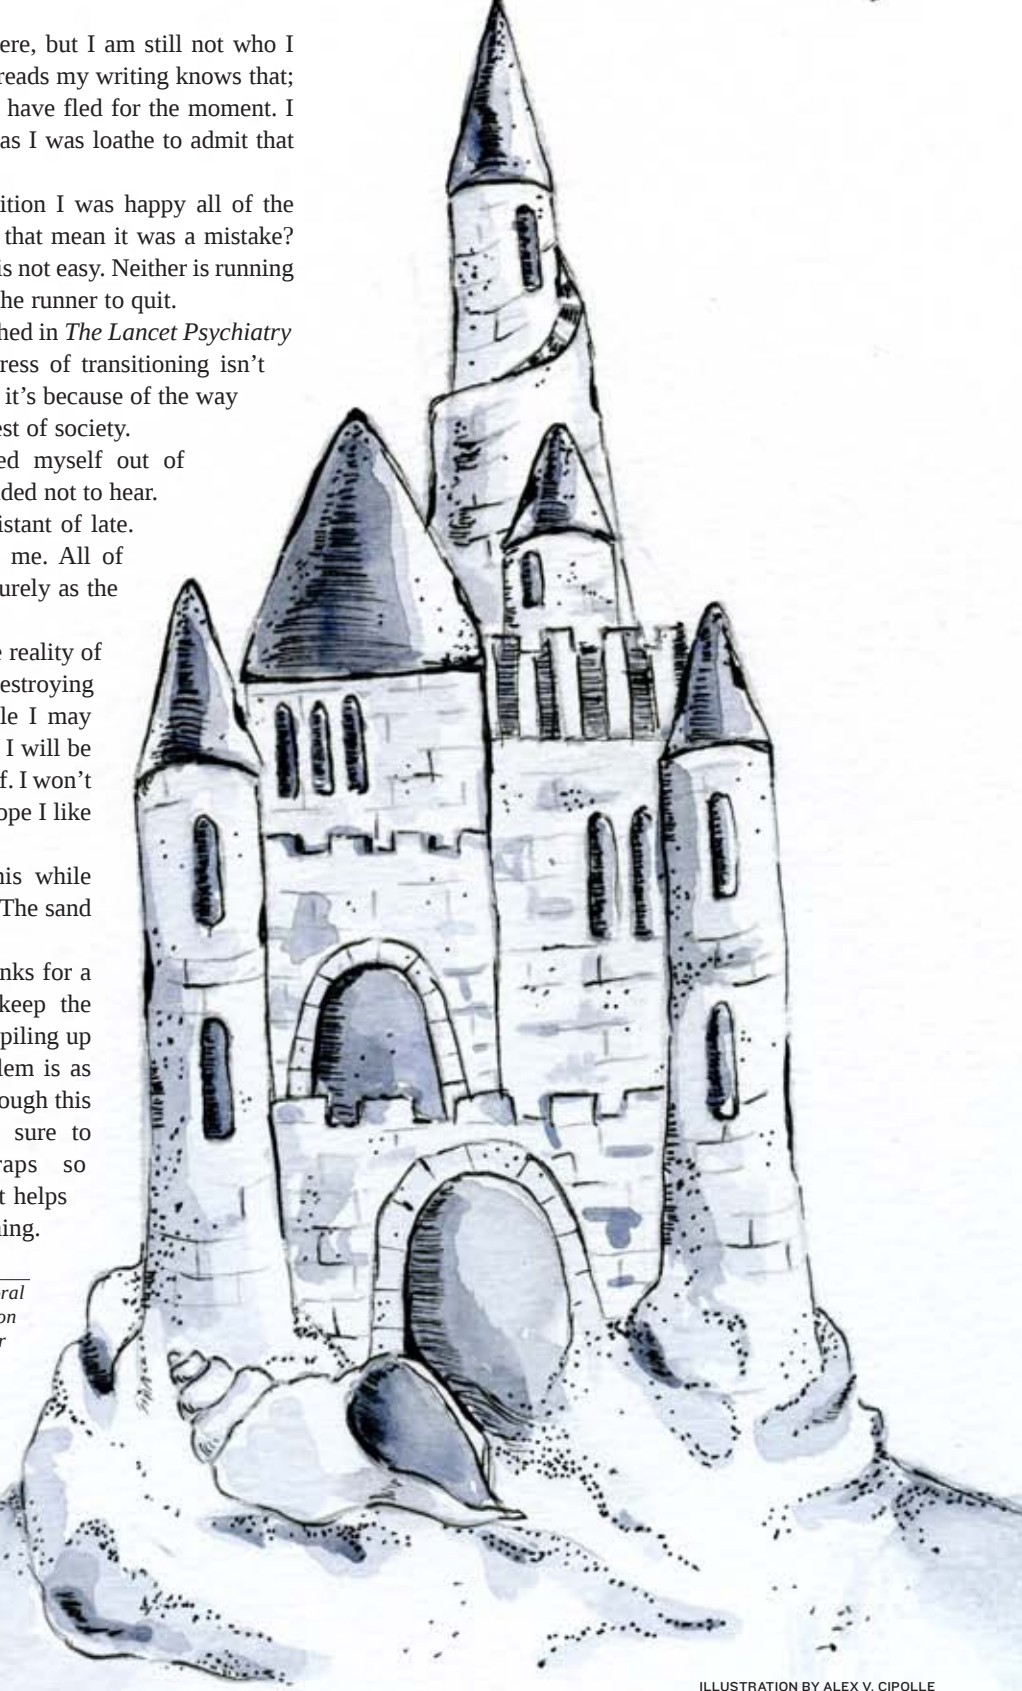 ere, but I am still not who I
reads my writing knows that;
have fled for the moment. I
as I was loathe to admit that
ition I was happy all of the
that mean it was a mistake?
is not easy. Neither is running
he runner to quit.
hed in The Lancet Psychiatry
ress of transitioning isn’t
it’s because of the way
est of society.
ed myself out of
ded not to hear.
istant of late.
me. All of
urely as the
reality of
estroying
le I may
I will be
f. I won’t
ope I like
his while
The sand
nks for a
keep the
piling up
lem is as
ough this
sure to
raps so
t helps
ning.
oral
on
r
ILLUSTRATION BY ALEX V. CIPOLLE